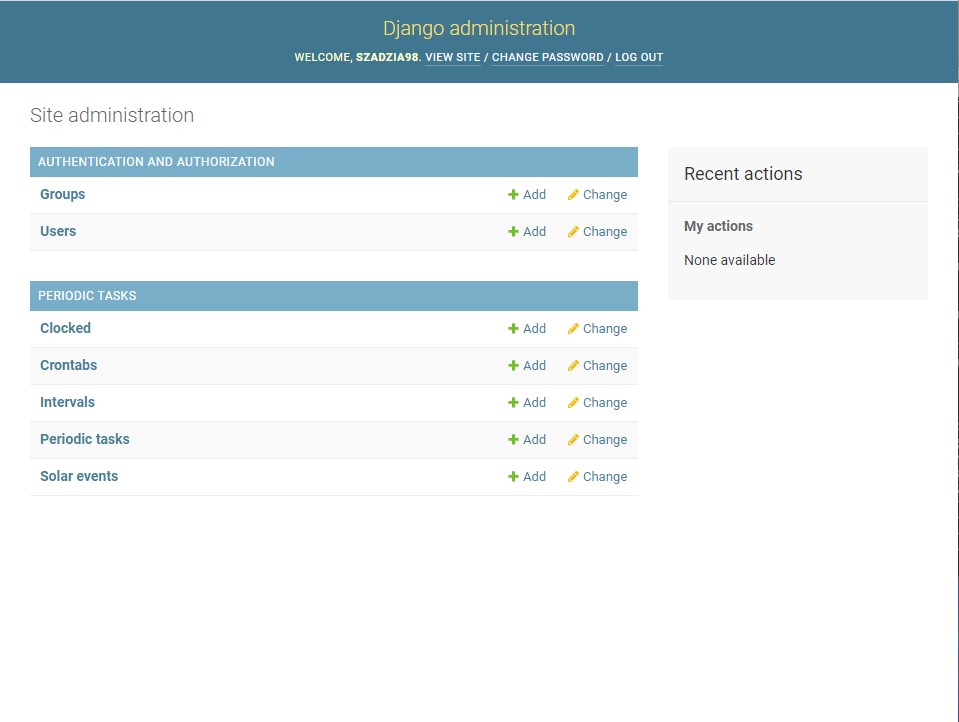 Django administration
WELCOME, SZADZIA98. VIEW SITE / CHANGE PASSWORD / LOG OUT
Site administration
AUTHENTICATION AND AUTHORIZATION
Groups Add Change
Users Add Change
PERIODIC TASKS
Clocked Add Change
Crontabs Add Change
Intervals Add Change
Periodic tasks Add Change
Solar events Add Change
Recent actions
My actions
None available